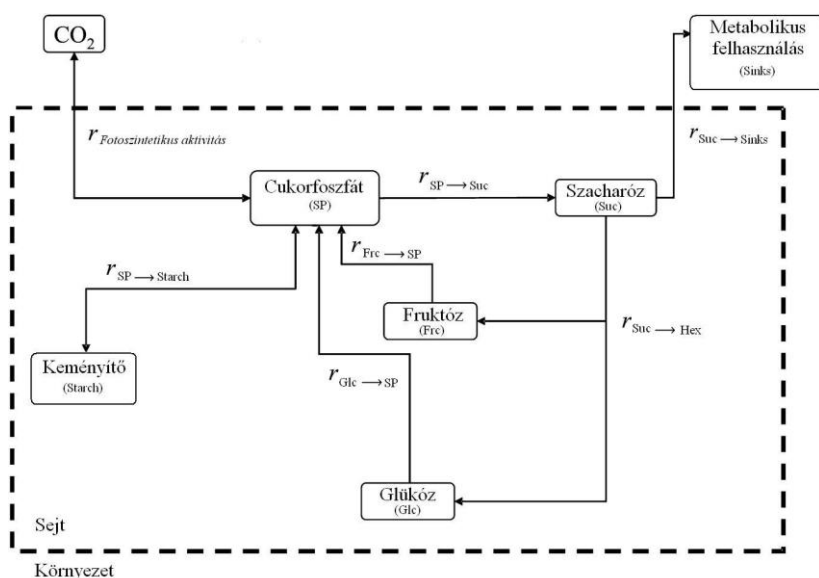 CO₂
Metabolikus
felhasználás
(Sinks)
r Fotoszintetikus aktivitás
r Suc → Sinks
Cukorfoszfát
(SP)
r SP → Suc
Szacharóz
(Suc)
r Frc → SP
r SP → Starch
Fruktóz
(Frc)
r Suc → Hex
Keményítő
(Starch)
r Glc → SP
Glükóz
(Glc)
Sejt
Környezet